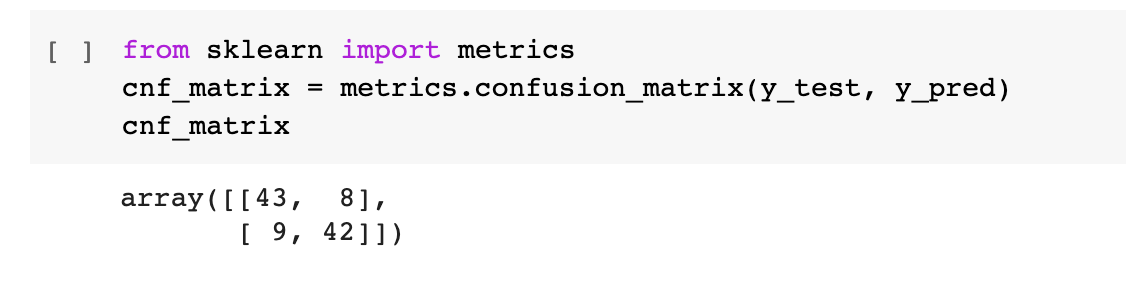 [ ] from sklearn import metrics
cnf_matrix = metrics.confusion_matrix(y_test, y_pred)
cnf_matrix
array([[43,  8],
       [ 9, 42]])